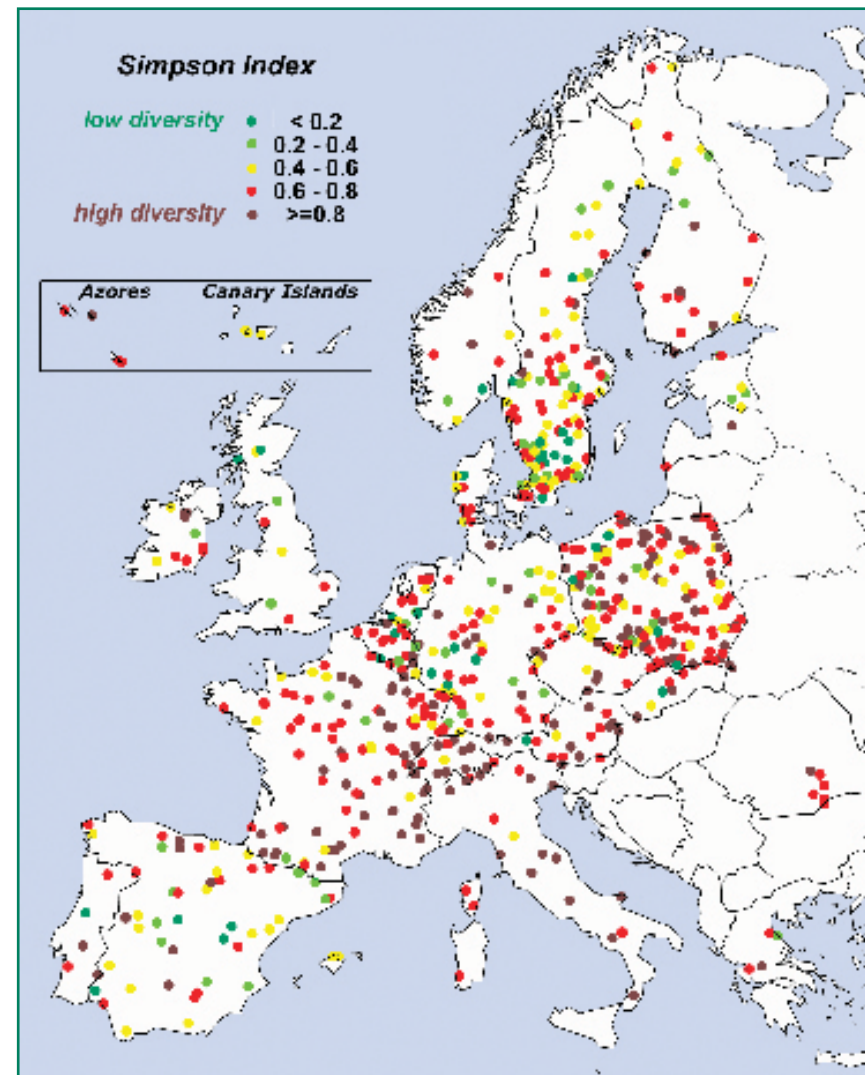 Simpson Index
low diversity < 0.2
0.2 - 0.4
0.4 - 0.6
0.6 - 0.8
high diversity >=0.8
Azores Canary Islands